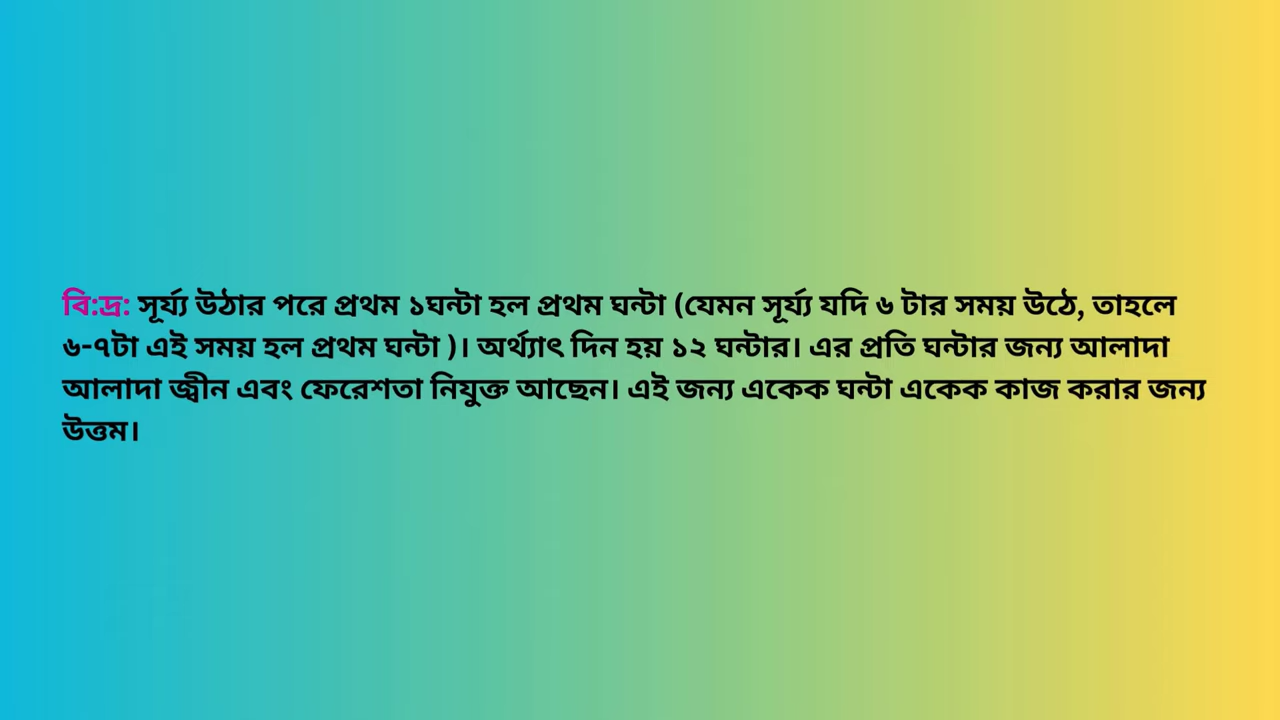 বি:দ্র: সূর্য্য উঠার পরে প্রথম ১ঘন্টা হল প্রথম ঘন্টা (যেমন সূর্য্য যদি ৬ টার সময় উঠে, তাহলে
৬-৭টা এই সময় হল প্রথম ঘন্টা )। অর্থ্যাৎ দিন হয় ১২ ঘন্টার। এর প্রতি ঘন্টার জন্য আলাদা
আলাদা জ্বীন এবং ফেরেশতা নিযুক্ত আছেন। এই জন্য একেক ঘন্টা একেক কাজ করার জন্য
উত্তম।